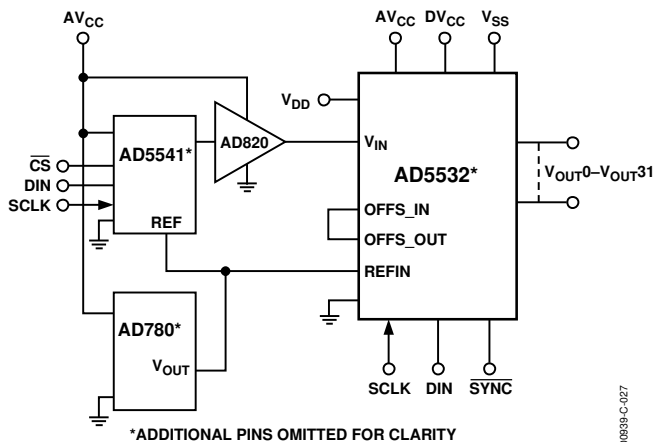 AVCC
AVCC DVCC VSS
VDD
AD5541*
AD820
VIN
CS
DIN
SCLK
REF
AD5532*
VOUT0–VOUT31
OFFS_IN
OFFS_OUT
REFIN
AD780*
VOUT
SCLK DIN SYNC
*ADDITIONAL PINS OMITTED FOR CLARITY
00939-C-027